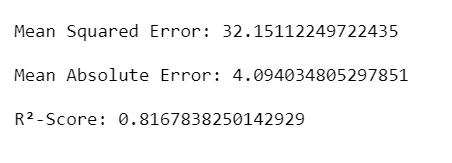 Mean Squared Error: 32.15112249722435
Mean Absolute Error: 4.094034805297851
R²-Score: 0.8167838250142929